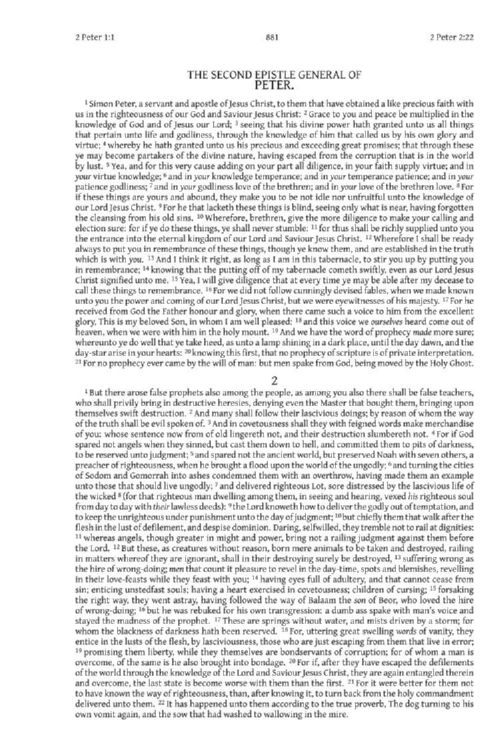 2 Peter 1:1 881 2 Peter 2:22
THE SECOND EPISTLE GENERAL OF
PETER.
1 Simon Peter, a servant and apostle of Jesus Christ, to them that have obtained a like precious faith with
us in the righteousness of our God and Saviour Jesus Christ: 2 Grace to you and peace be multiplied in the
knowledge of God and of Jesus our Lord; 3 seeing that his divine power hath granted unto us all things
that pertain unto life and godliness, through the knowledge of him that called us by his own glory and
virtue; 4 whereby he hath granted unto us his precious and exceeding great promises; that through these
ye may become partakers of the divine nature, having escaped from the corruption that is in the world
by lust. 5 Yea, and for this very cause adding on your part all diligence, in your faith supply virtue; and in
your virtue knowledge; 6 and in your knowledge temperance; and in your temperance patience; and in your
patience godliness; 7 and in your godliness love of the brethren; and in your love of the brethren love. 8 For
if these things are yours and abound, they make you to be not idle nor unfruitful unto the knowledge of
our Lord Jesus Christ. 9 For he that lacketh these things is blind, seeing only what is near, having forgotten
the cleansing from his old sins. 10 Wherefore, brethren, give the more diligence to make your calling and
election sure: for if ye do these things, ye shall never stumble: 11 for thus shall be richly supplied unto you
the entrance into the eternal kingdom of our Lord and Saviour Jesus Christ. 12 Wherefore I shall be ready
always to put you in remembrance of these things, though ye know them, and are established in the truth
which is with you. 13 And I think it right, as long as I am in this tabernacle, to stir you up by putting you
in remembrance; 14 knowing that the putting off of my tabernacle cometh swiftly, even as our Lord Jesus
Christ signified unto me. 15 Yea, I will give diligence that at every time ye may be able after my decease to
call these things to remembrance. 16 For we did not follow cunningly devised fables, when we made known
unto you the power and coming of our Lord Jesus Christ, but we were eyewitnesses of his majesty. 17 For he
received from God the Father honour and glory, when there came such a voice to him from the excellent
glory, This is my beloved Son, in whom I am well pleased: 18 and this voice we ourselves heard come out of
heaven, when we were with him in the holy mount. 19 And we have the word of prophecy made more sure;
whereunto ye do well that ye take heed, as unto a lamp shining in a dark place, until the day dawn, and the
day-star arise in your hearts: 20 knowing this first, that no prophecy of scripture is of private interpretation.
21 For no prophecy ever came by the will of man: but men spake from God, being moved by the Holy Ghost.
2
1 But there arose false prophets also among the people, as among you also there shall be false teachers,
who shall privily bring in destructive heresies, denying even the Master that bought them, bringing upon
themselves swift destruction. 2 And many shall follow their lascivious doings; by reason of whom the way
of the truth shall be evil spoken of. 3 And in covetousness shall they with feigned words make merchandise
of you: whose sentence now from of old lingereth not, and their destruction slumbereth not. 4 For if God
spared not angels when they sinned, but cast them down to hell, and committed them to pits of darkness,
to be reserved unto judgment; 5 and spared not the ancient world, but preserved Noah with seven others, a
preacher of righteousness, when he brought a flood upon the world of the ungodly; 6 and turning the cities
of Sodom and Gomorrah into ashes condemned them with an overthrow, having made them an example
unto those that should live ungodly; 7 and delivered righteous Lot, sore distressed by the lascivious life of
the wicked 8 (for that righteous man dwelling among them, in seeing and hearing, vexed his righteous soul
from day to day with their lawless deeds): 9 the Lord knoweth how to deliver the godly out of temptation, and
to keep the unrighteous under punishment unto the day of judgment; 10 but chiefly them that walk after the
flesh in the lust of defilement, and despise dominion. Daring, selfwilled, they tremble not to rail at dignities:
11 whereas angels, though greater in might and power, bring not a railing judgment against them before
the Lord. 12 But these, as creatures without reason, born mere animals to be taken and destroyed, railing
in matters whereof they are ignorant, shall in their destroying surely be destroyed, 13 suffering wrong as
the hire of wrong-doing; men that count it pleasure to revel in the day-time, spots and blemishes, revelling
in their love-feasts while they feast with you; 14 having eyes full of adultery, and that cannot cease from
sin; enticing unstedfast souls; having a heart exercised in covetousness; children of cursing; 15 forsaking
the right way, they went astray, having followed the way of Balaam the son of Beor, who loved the hire
of wrong-doing; 16 but he was rebuked for his own transgression: a dumb ass spake with man's voice and
stayed the madness of the prophet. 17 These are springs without water, and mists driven by a storm; for
whom the blackness of darkness hath been reserved. 18 For, uttering great swelling words of vanity, they
entice in the lusts of the flesh, by lasciviousness, those who are just escaping from them that live in error;
19 promising them liberty, while they themselves are bondservants of corruption; for of whom a man is
overcome, of the same is he also brought into bondage. 20 For if, after they have escaped the defilements
of the world through the knowledge of the Lord and Saviour Jesus Christ, they are again entangled therein
and overcome, the last state is become worse with them than the first. 21 For it were better for them not
to have known the way of righteousness, than, after knowing it, to turn back from the holy commandment
delivered unto them. 22 It has happened unto them according to the true proverb, The dog turning to his
own vomit again, and the sow that had washed to wallowing in the mire.